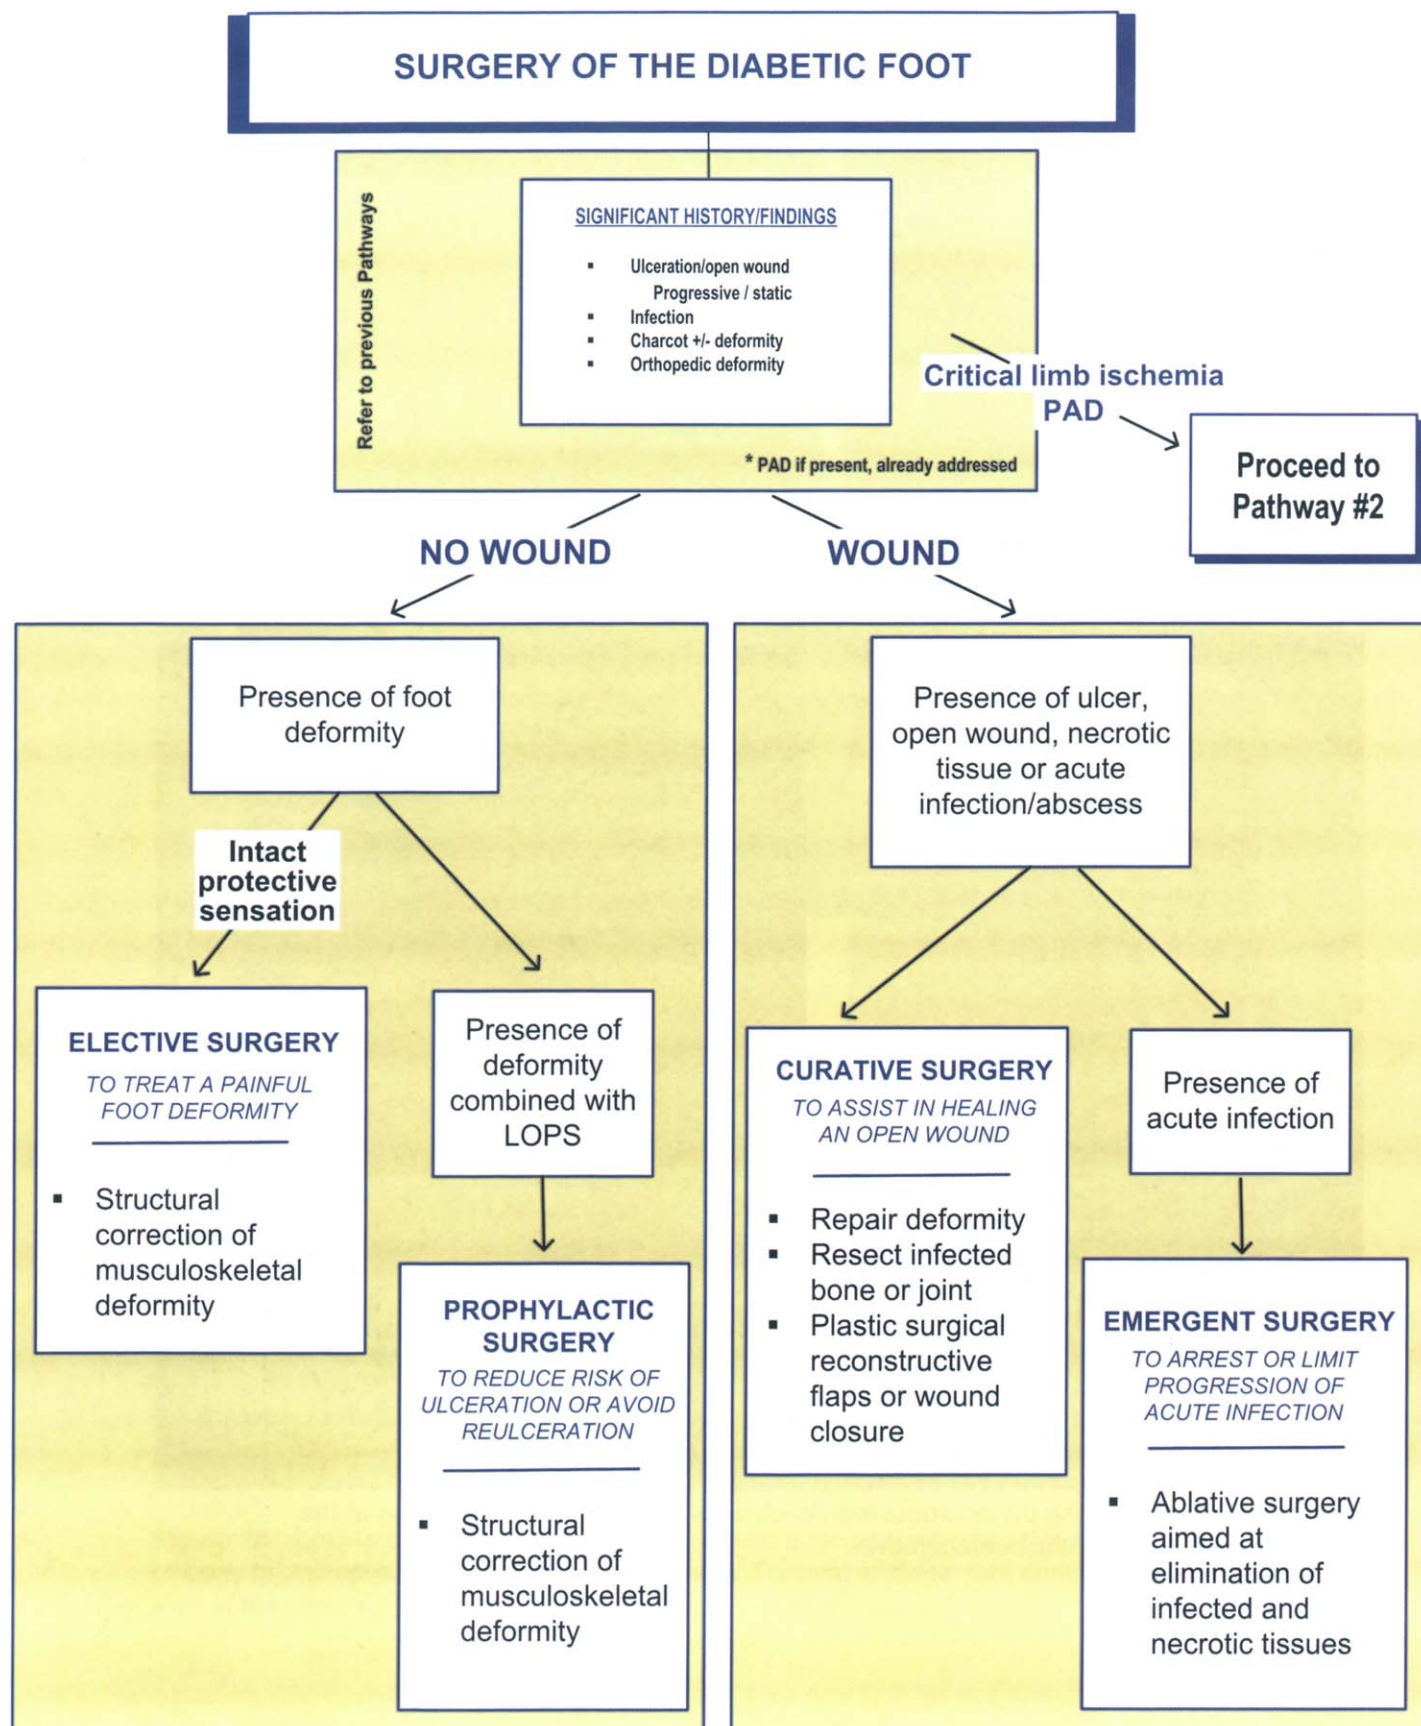 SURGERY OF THE DIABETIC FOOT
Refer to previous Pathways
SIGNIFICANT HISTORY/FINDINGS
▪ Ulceration/open wound
Progressive / static
▪ Infection
▪ Charcot +/- deformity
▪ Orthopedic deformity
* PAD if present, already addressed
Critical limb ischemia
PAD
Proceed to
Pathway #2
NO WOUND
WOUND
Presence of foot
deformity
Intact
protective
sensation
ELECTIVE SURGERY
TO TREAT A PAINFUL
FOOT DEFORMITY
▪ Structural
correction of
musculoskeletal
deformity
Presence of
deformity
combined with
LOPS
PROPHYLACTIC
SURGERY
TO REDUCE RISK OF
ULCERATION OR AVOID
REULCERATION
▪ Structural
correction of
musculoskeletal
deformity
Presence of ulcer,
open wound, necrotic
tissue or acute
infection/abscess
CURATIVE SURGERY
TO ASSIST IN HEALING
AN OPEN WOUND
▪ Repair deformity
▪ Resect infected
bone or joint
▪ Plastic surgical
reconstructive
flaps or wound
closure
Presence of
acute infection
EMERGENT SURGERY
TO ARREST OR LIMIT
PROGRESSION OF
ACUTE INFECTION
▪ Ablative surgery
aimed at
elimination of
infected and
necrotic tissues